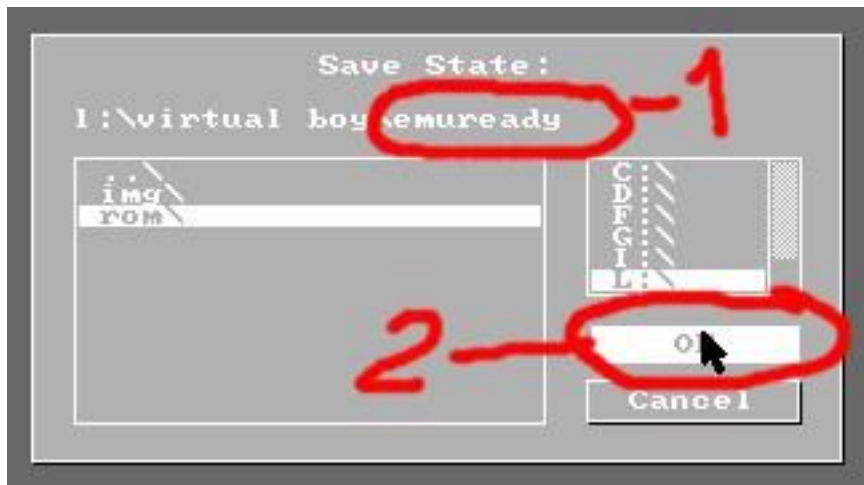 Save State:
1
l:\virtual boy\emuready
..\
img\
rom\
C:\
D:\
F:\
G:\
I:\
L:\
2
Cancel